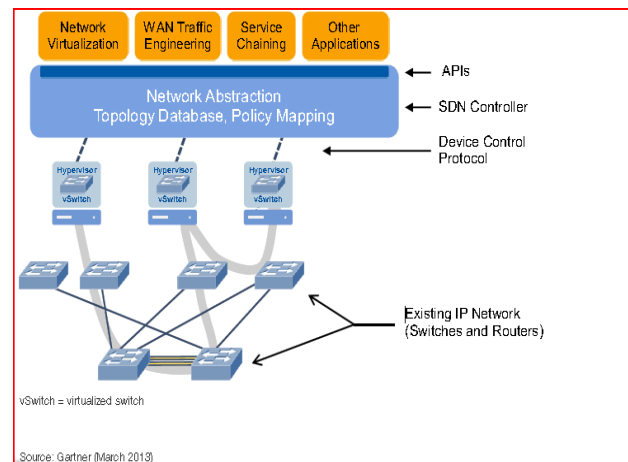 Network
Virtualization
WAN Traffic
Engineering
Service
Chaining
Other
Applications
APIs
Network Abstraction
Topology Database, Policy Mapping
SDN Controller
Device Control
Protocol
Hypervisor
vSwitch
Hypervisor
vSwitch
Hypervisor
vSwitch
Existing IP Network
(Switches and Routers)
vSwitch = virtualized switch
Source: Gartner (March 2013)